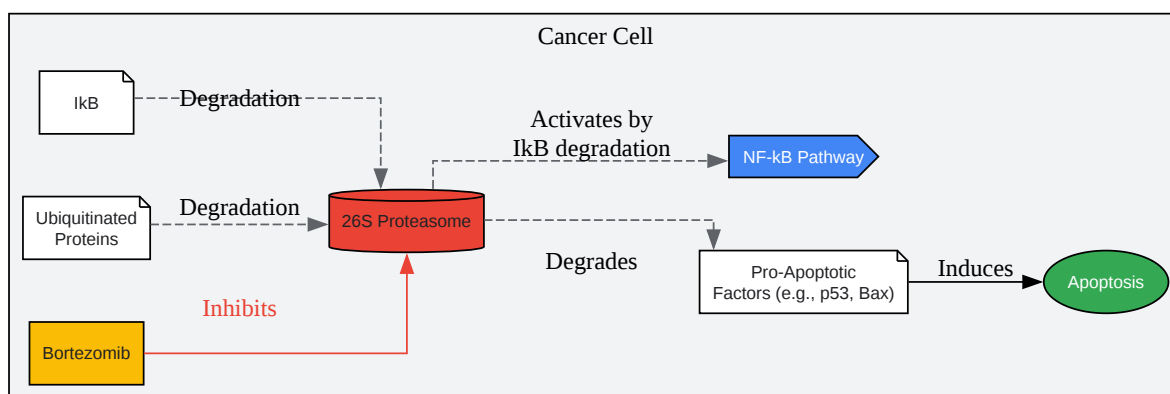 Cancer Cell
IkB
Degradation
Activates by
IkB degradation
NF-kB Pathway
Ubiquitinated
Proteins
Degradation
26S Proteasome
Degrades
Pro-Apoptotic
Factors (e.g., p53, Bax)
Induces
Apoptosis
Inhibits
Bortezomib